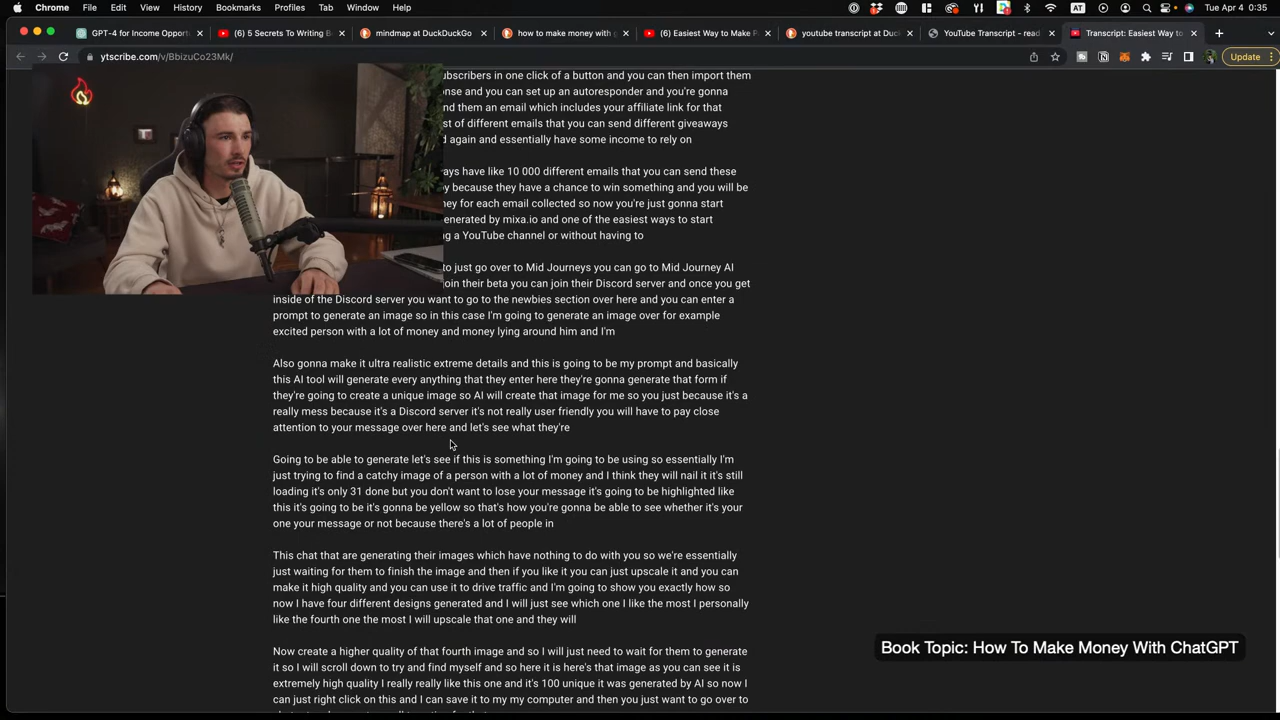 Chrome File Edit View History Bookmarks Profiles Tab Window Help Tue Apr 4 0:35
GPT-4 for Income Opport (6) 5 Secrets To Writing B mindmap at DuckDuckGo how to make money with (6) Easiest Way to Make youtube transcript at Duc YouTube Transcript - read Transcript: Easiest Way to
ytscribe.com/v/BbizuCo23Mk/ Update
ubscribers in one click of a button and you can then import them
nse and you can set up an autoresponder and you're gonna
nd them an email which includes your affiliate link for that
st of different emails that you can send different giveaways
d again and essentially have some income to rely on
ays have like 10 000 different emails that you can send these
y because they have a chance to win something and you will be
ney for each email collected so now you're just gonna start
enerated by mixa.io and one of the easiest ways to start
g a YouTube channel or without having to
to just go over to Mid Journeys you can go to Mid Journey AI
join their beta you can join their Discord server and once you get
inside of the Discord server you want to go to the newbies section over here and you can enter a
prompt to generate an image so in this case I'm going to generate an image over for example
excited person with a lot of money and money lying around him and I'm
Also gonna make it ultra realistic extreme details and this is going to be my prompt and basically
this AI tool will generate every anything that they enter here they're gonna generate that form if
they're going to create a unique image so AI will create that image for me so you just because it's a
really mess because it's a Discord server it's not really user friendly you will have to pay close
attention to your message over here and let's see what they're
Going to be able to generate let's see if this is something I'm going to be using so essentially I'm
just trying to find a catchy image of a person with a lot of money and I think they will nail it it's still
loading it's only 31 done but you don't want to lose your message it's going to be highlighted like
this it's going to be it's gonna be yellow so that's how you're gonna be able to see whether it's your
one your message or not because there's a lot of people in
This chat that are generating their images which have nothing to do with you so we're essentially
just waiting for them to finish the image and then if you like it you can just upscale it and you can
make it high quality and you can use it to drive traffic and I'm going to show you exactly how so
now I have four different designs generated and I will just see which one I like the most I personally
like the fourth one the most I will upscale that one and they will
Book Topic: How To Make Money With ChatGPT
Now create a higher quality of that fourth image and so I will just need to wait for them to generate
it so I will scroll down to try and find myself and so here it is here's that image as you can see it is
extremely high quality I really really like this one and it's 100 unique it was generated by AI so now I
can just right click on this and I can save it to my my computer and then you just want to go over to